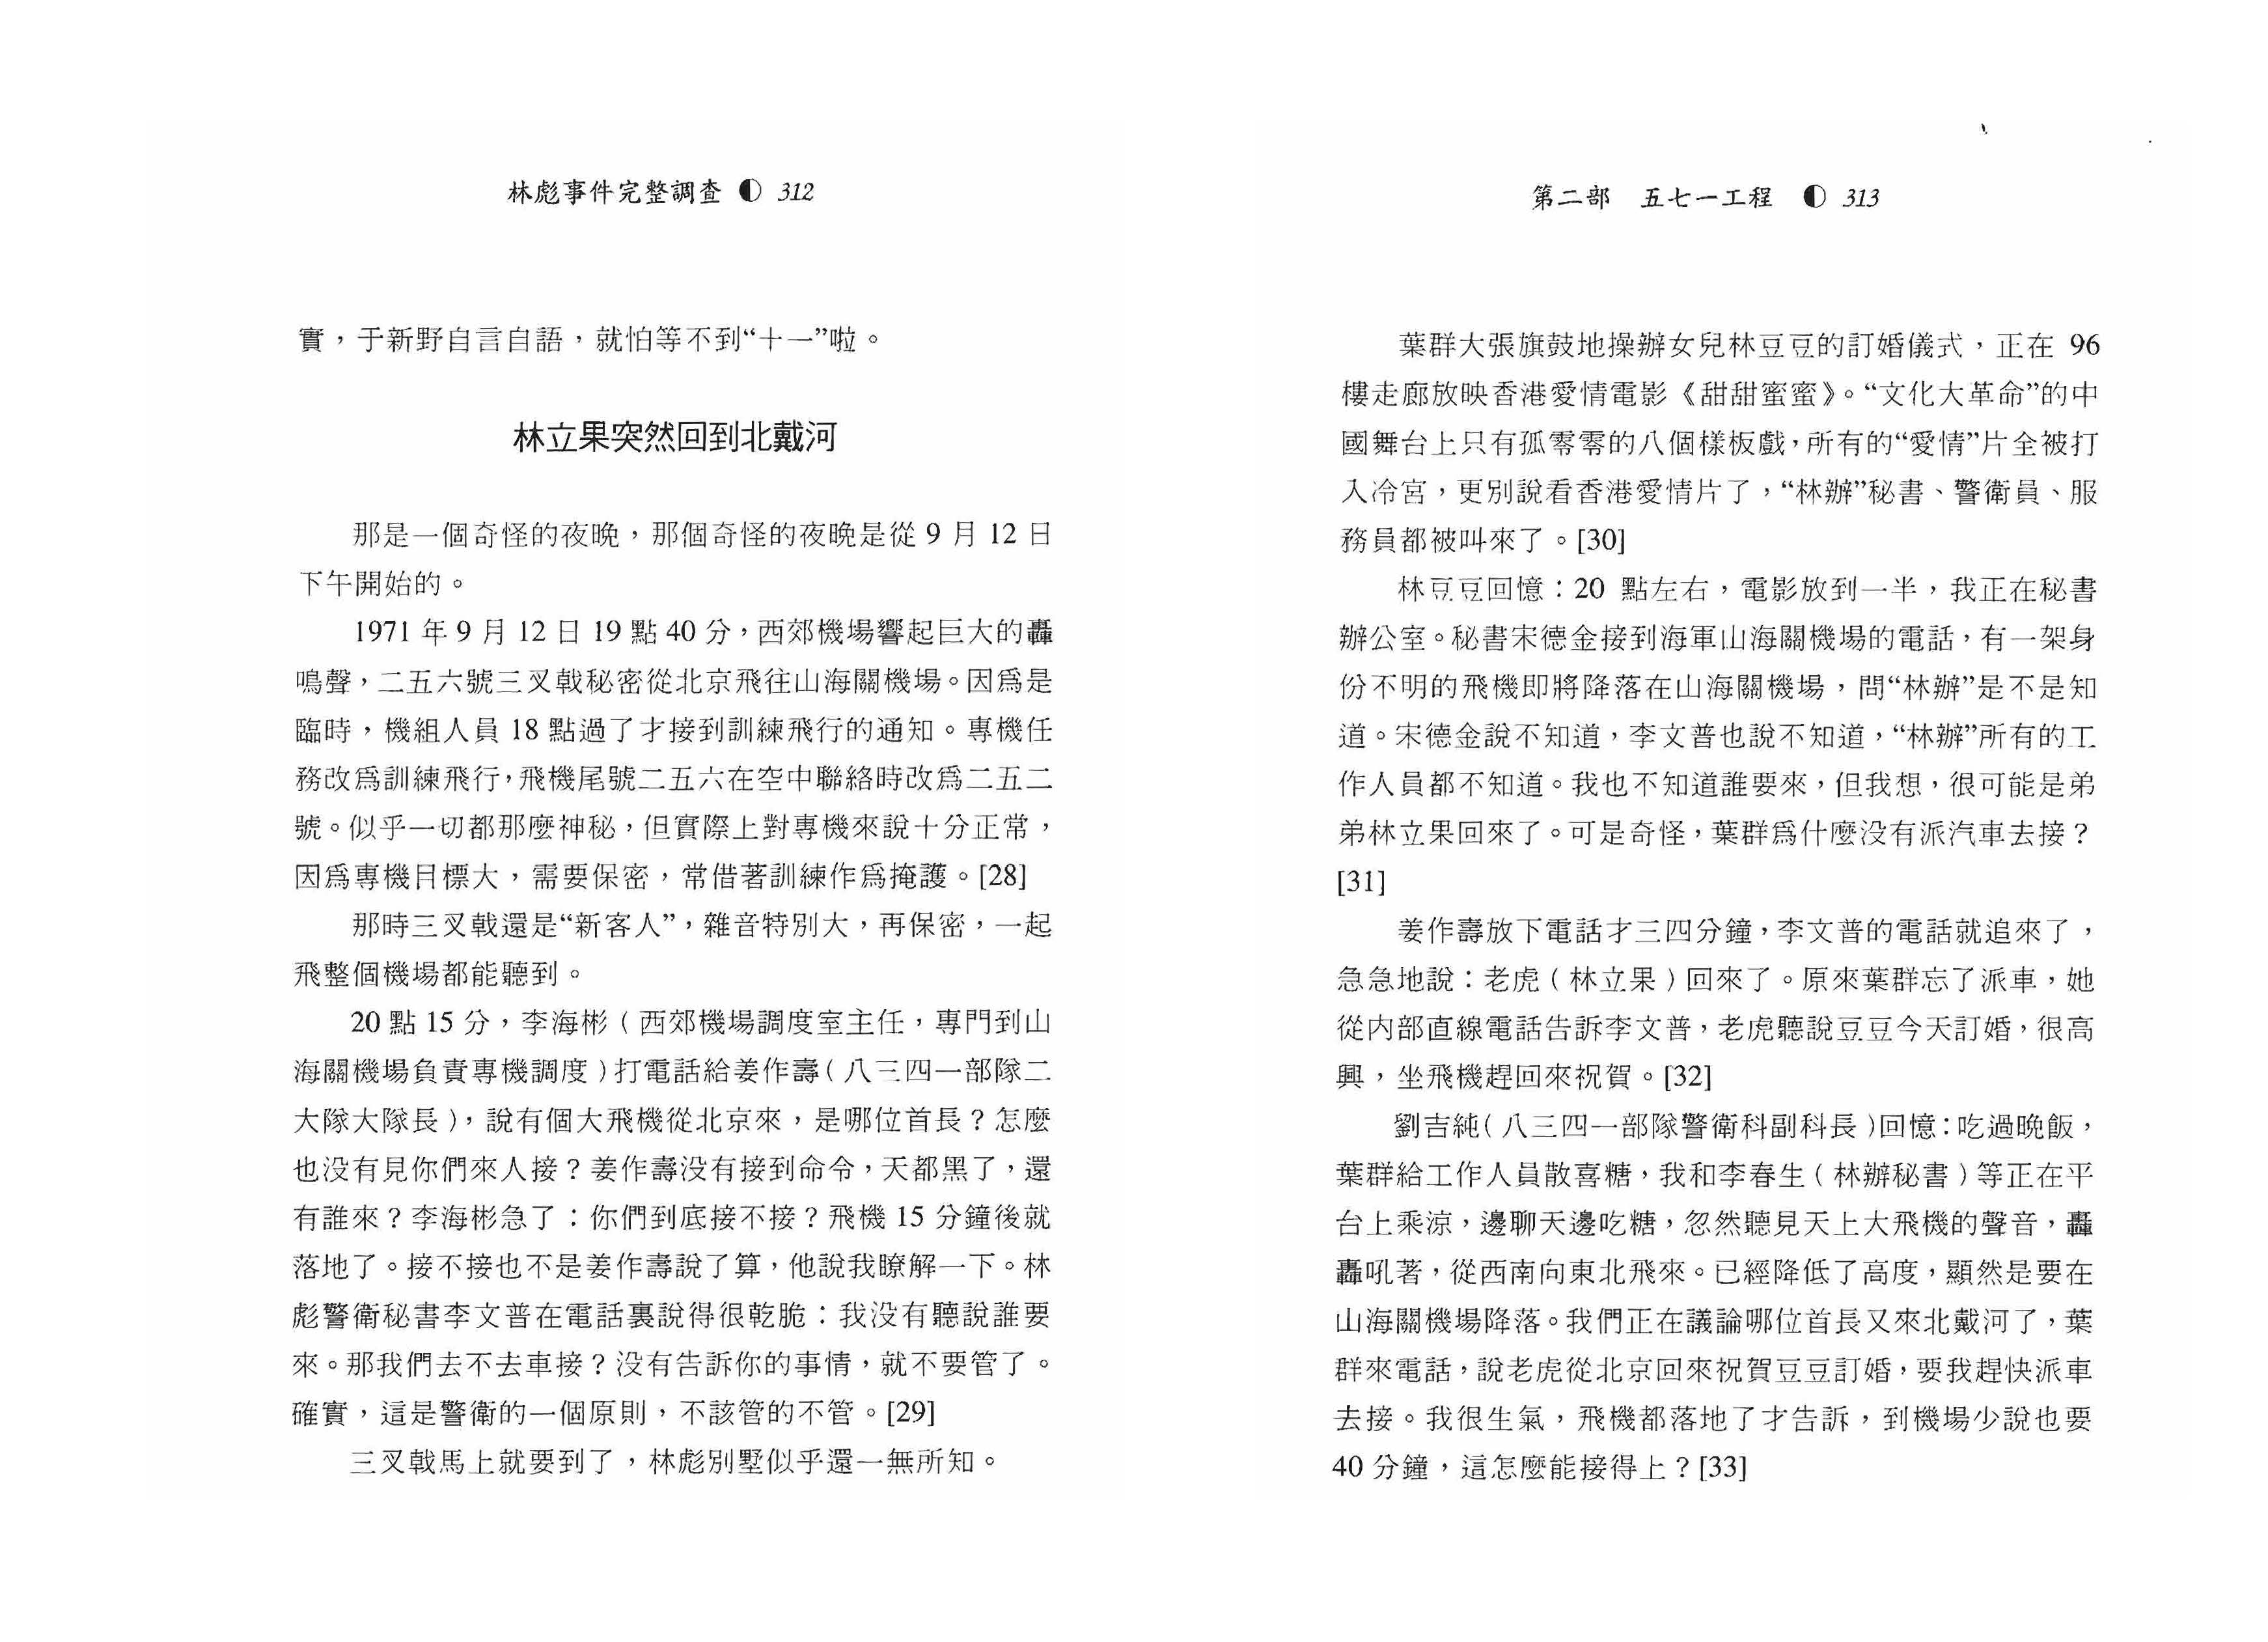 林彪事件完整調查 ◐ 312
實，于新野自言自語，就怕等不到“十一”啦。
林立果突然回到北戴河
那是一個奇怪的夜晚，那個奇怪的夜晚是從 9 月 12 日
下午開始的。
1971 年 9 月 12 日 19 點 40 分，西郊機場響起巨大的轟
鳴聲，二五六號三叉戟秘密從北京飛往山海關機場。因爲是
臨時，機組人員 18 點過了才接到訓練飛行的通知。專機任
務改爲訓練飛行，飛機尾號二五六在空中聯絡時改爲二五二
號。似乎一切都那麼神秘，但實際上對專機來說十分正常，
因爲專機目標大，需要保密，常借著訓練作爲掩護。[28]
那時三叉戟還是“新客人”，雜音特別大，再保密，一起
飛整個機場都能聽到。
20 點 15 分，李海彬（西郊機場調度室主任，專門到山
海關機場負責專機調度）打電話給姜作壽（八三四一部隊二
大隊大隊長），說有個大飛機從北京來，是哪位首長？怎麼
也没有見你們來人接？姜作壽没有接到命令，天都黑了，還
有誰來？李海彬急了：你們到底接不接？飛機 15 分鐘後就
落地了。接不接也不是姜作壽說了算，他說我瞭解一下。林
彪警衛秘書李文普在電話裏說得很乾脆：我没有聽說誰要
來。那我們去不去車接？没有告訴你的事情，就不要管了。
確實，這是警衛的一個原則，不該管的不管。[29]
三叉戟馬上就要到了，林彪別墅似乎還一無所知。
第二部　五七一工程　◐ 313
葉群大張旗鼓地操辦女兒林豆豆的訂婚儀式，正在 96
樓走廊放映香港愛情電影《甜甜蜜蜜》。“文化大革命”的中
國舞台上只有孤零零的八個樣板戲，所有的“愛情”片全被打
入冷宮，更別說看香港愛情片了，“林辦”秘書、警衛員、服
務員都被叫來了。[30]
林豆豆回憶：20 點左右，電影放到一半，我正在秘書
辦公室。秘書宋德金接到海軍山海關機場的電話，有一架身
份不明的飛機即將降落在山海關機場，問“林辦”是不是知
道。宋德金說不知道，李文普也說不知道，“林辦”所有的工
作人員都不知道。我也不知道誰要來，但我想，很可能是弟
弟林立果回來了。可是奇怪，葉群爲什麼没有派汽車去接？
[31]
姜作壽放下電話才三四分鐘，李文普的電話就追來了，
急急地說：老虎（林立果）回來了。原來葉群忘了派車，她
從内部直線電話告訴李文普，老虎聽說豆豆今天訂婚，很高
興，坐飛機趕回來祝賀。[32]
劉吉純（八三四一部隊警衛科副科長）回憶：吃過晚飯，
葉群給工作人員散喜糖，我和李春生（林辦秘書）等正在平
台上乘涼，邊聊天邊吃糖，忽然聽見天上大飛機的聲音，轟
轟吼著，從西南向東北飛來。已經降低了高度，顯然是要在
山海關機場降落。我們正在議論哪位首長又來北戴河了，葉
群來電話，說老虎從北京回來祝賀豆豆訂婚，要我趕快派車
去接。我很生氣，飛機都落地了才告訴，到機場少說也要
40 分鐘，這怎麼能接得上？[33]